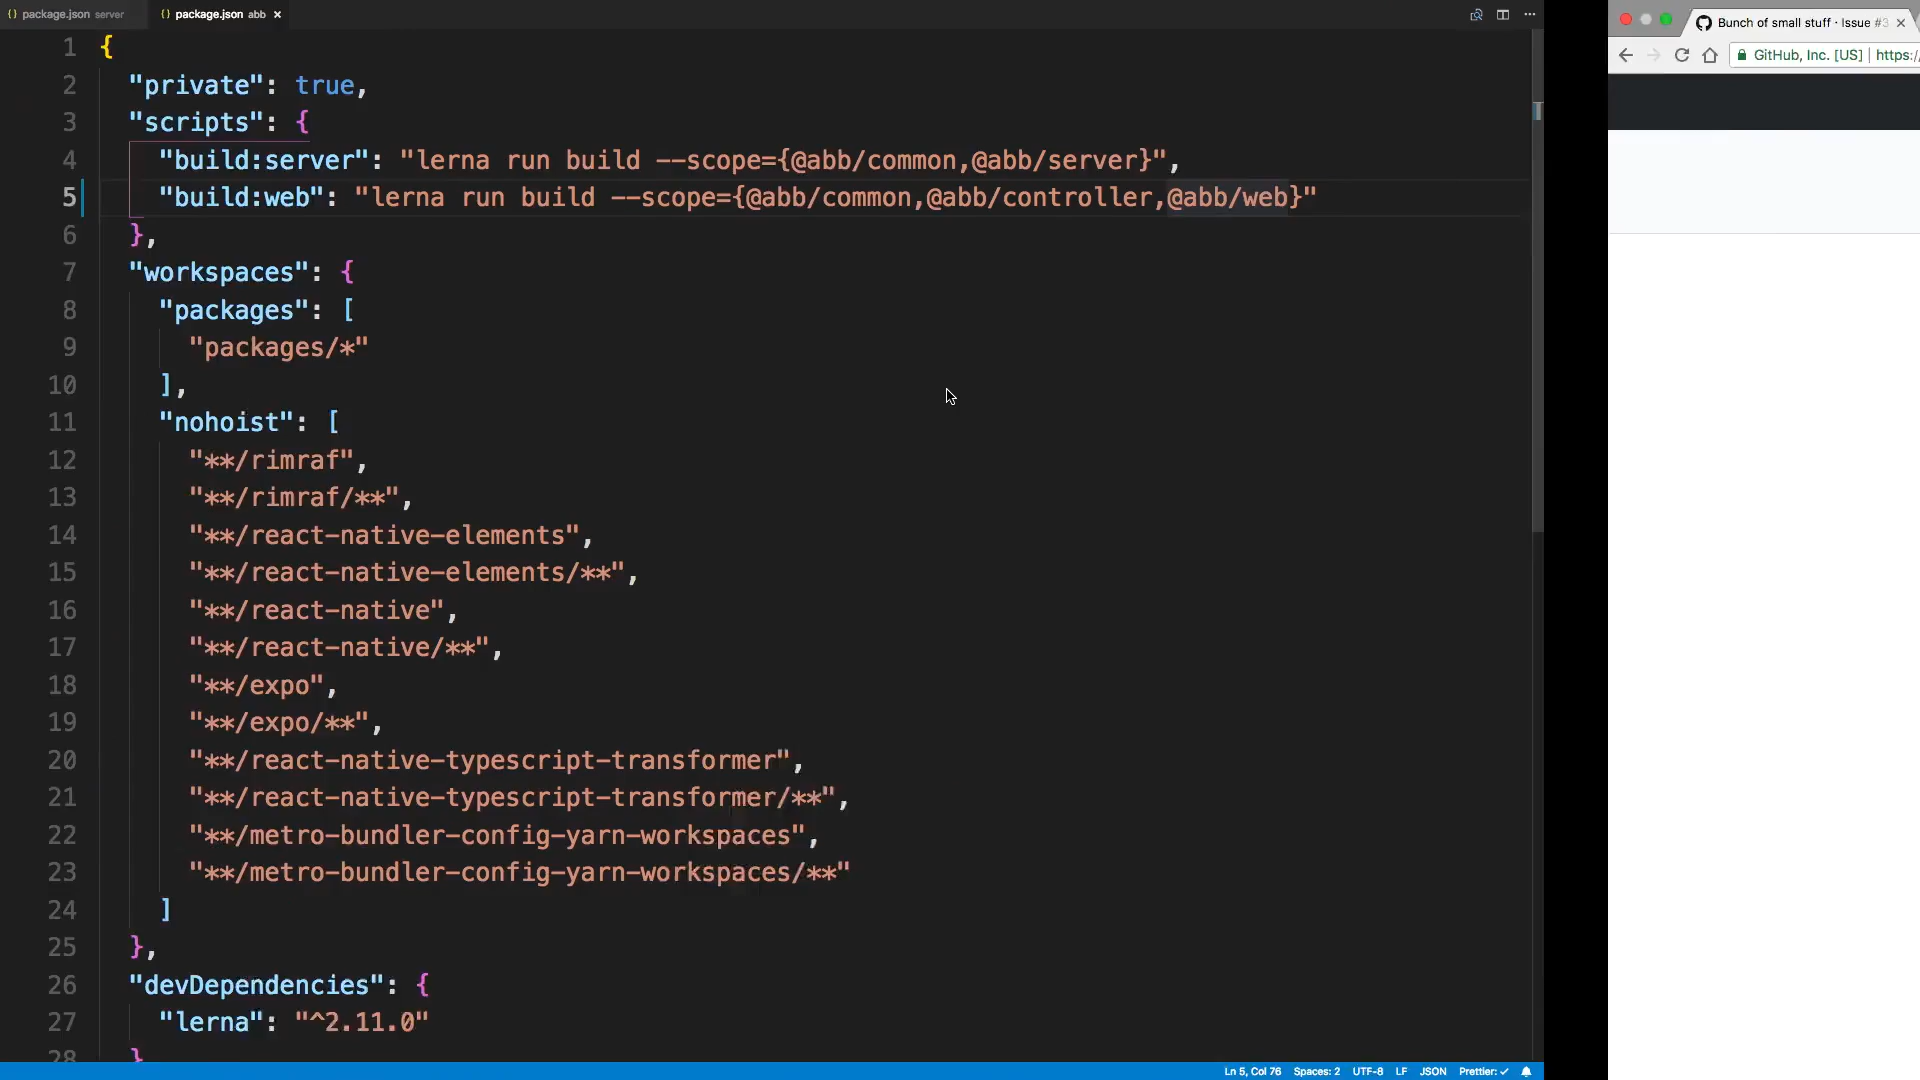 package.json server
package.json abb
1 {
2 "private": true,
3 "scripts": {
4 "build:server": "lerna run build --scope={@abb/common,@abb/server}",
5 "build:web": "lerna run build --scope={@abb/common,@abb/controller,@abb/web}"
6 },
7 "workspaces": {
8 "packages": [
9 "packages/*"
10 ],
11 "nohoist": [
12 "**/rimraf",
13 "**/rimraf/**",
14 "**/react-native-elements",
15 "**/react-native-elements/**",
16 "**/react-native",
17 "**/react-native/**",
18 "**/expo",
19 "**/expo/**",
20 "**/react-native-typescript-transformer",
21 "**/react-native-typescript-transformer/**",
22 "**/metro-bundler-config-yarn-workspaces",
23 "**/metro-bundler-config-yarn-workspaces/**"
24 ]
25 },
26 "devDependencies": {
27 "lerna": "^2.11.0"
28 }
Ln 5, Col 76 Spaces: 2 UTF-8 LF JSON Prettier: ✓
Bunch of small stuff · Issue #3
GitHub, Inc. [US] | https:/